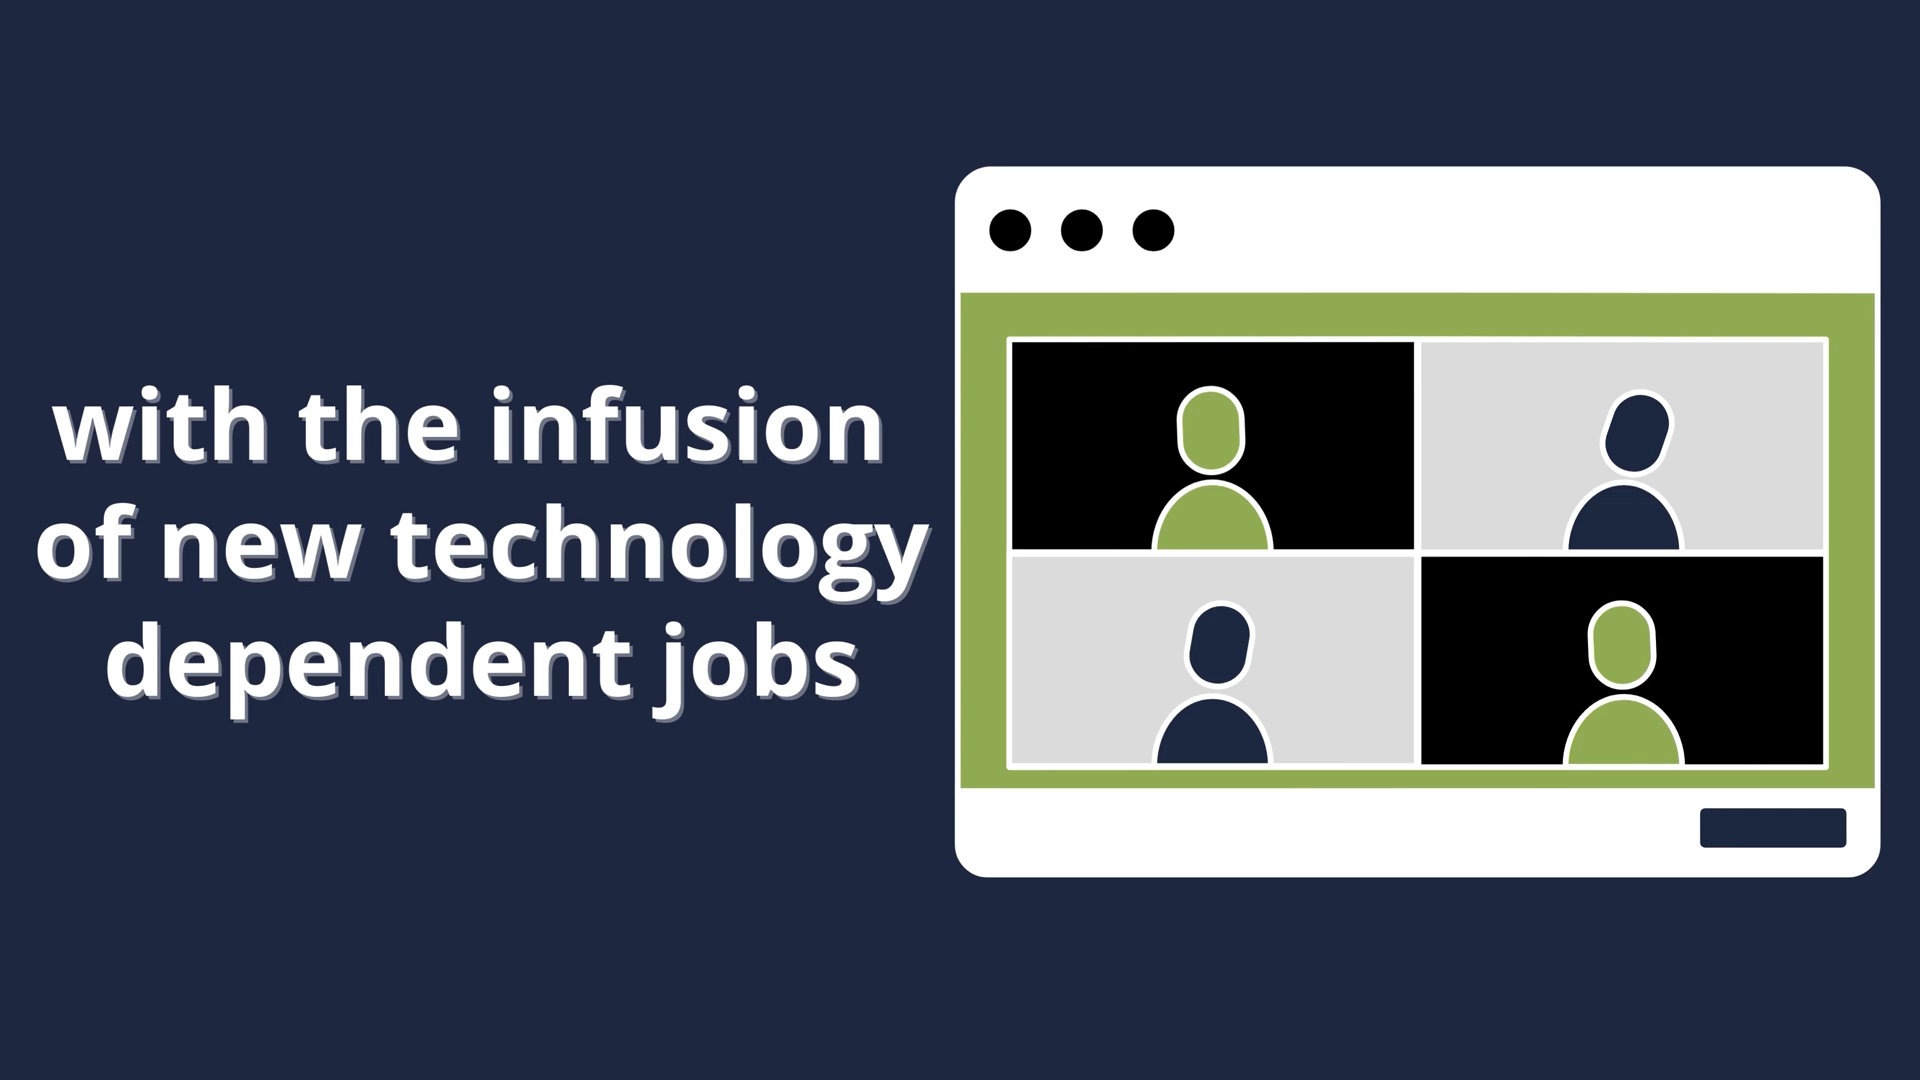 with the infusion
of new technology
dependent jobs